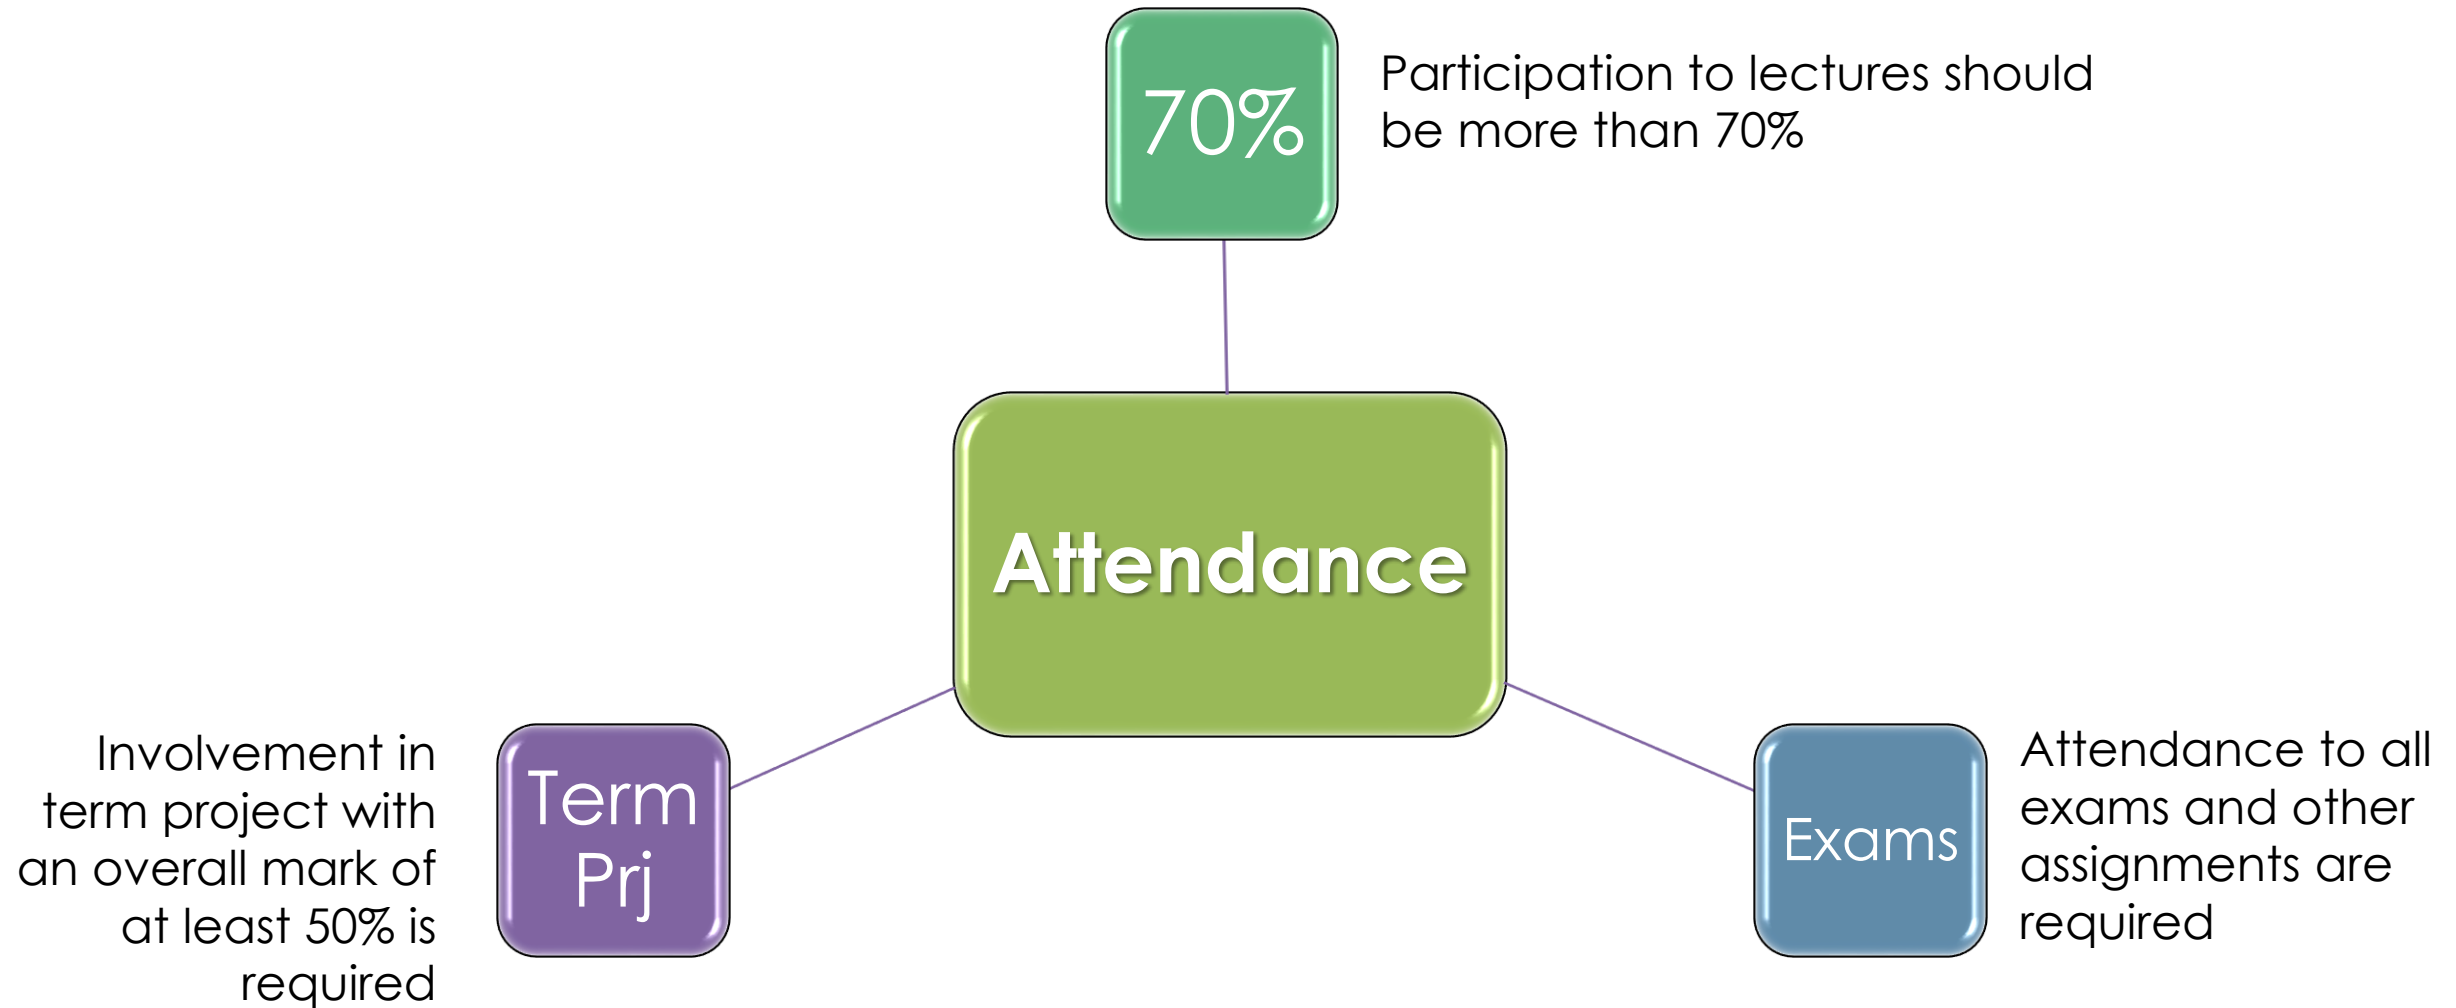 70%
Participation to lectures should
be more than 70%
Attendance
Involvement in
term project with
an overall mark of
at least 50% is
required
Term
Prj
Exams
Attendance to all
exams and other
assignments are
required